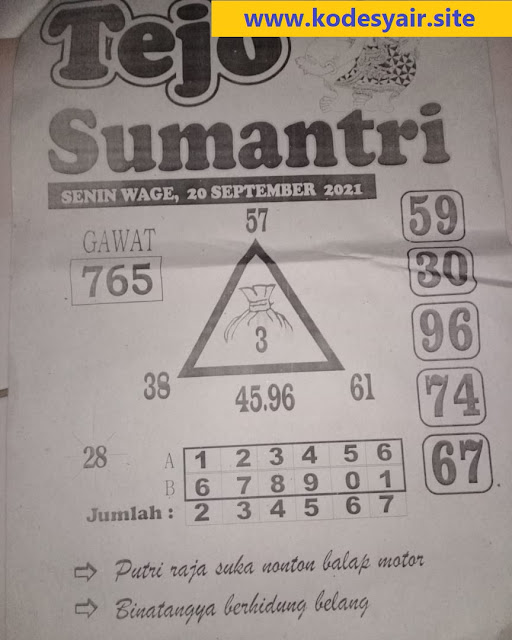 www.kodesyair.site
Tejo
Sumantri
SENIN WAGE, 20 SEPTEMBER 2021
57
GAWAT
765
3
38
45.96
61
59
30
96
74
67
28
A 1 2 3 4 5 6
B 6 7 8 9 0 1
Jumlah : 2 3 4 5 6 7
Putri raja suka nonton balap motor
Binatangya berhidung belang